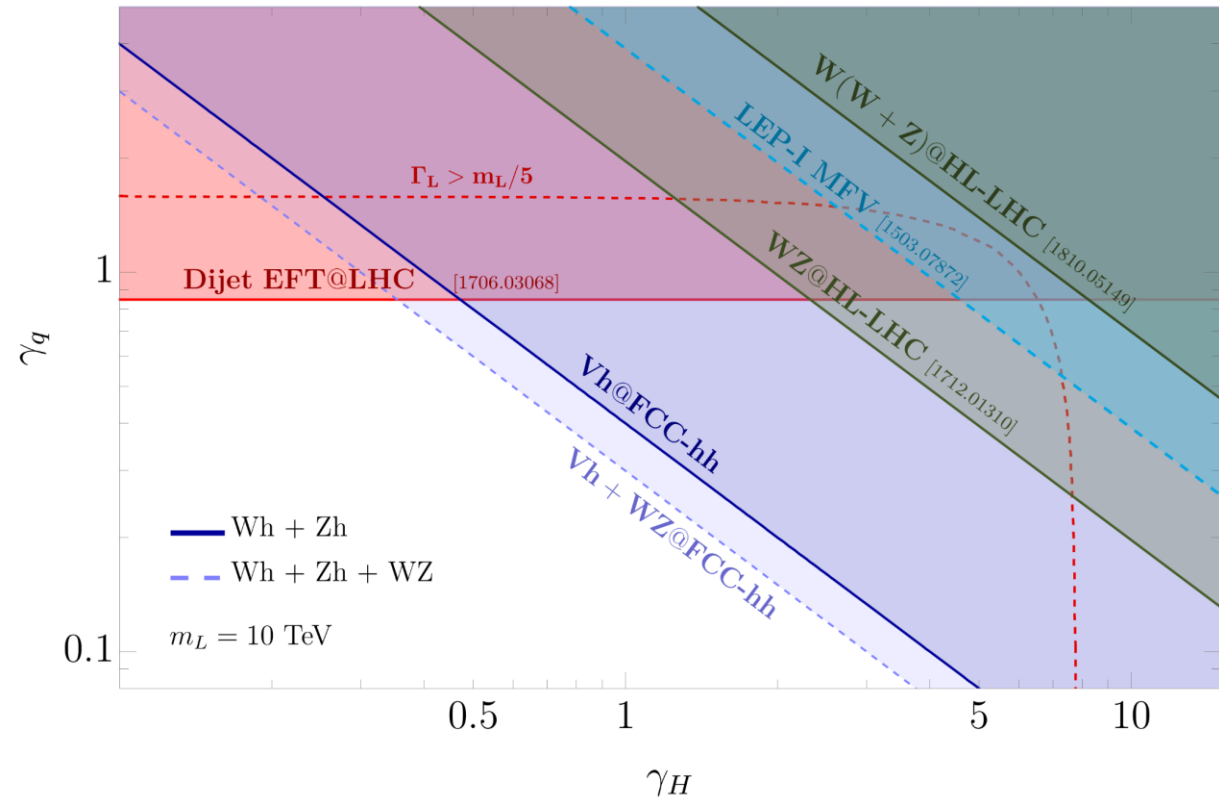 W(W + Z)@HL-LHC [1810.05149]
LEP-I MFV [1503.07872]
Γ_L > m_L/5
WZ@HL-LHC [1712.01310]
Dijet EFT@LHC [1706.03068]
Vh@FCC-hh
Vh + WZ@FCC-hh
Wh + Zh
Wh + Zh + WZ
m_L = 10 TeV
1
0.1
γ_q
0.5 1 5 10
γ_H